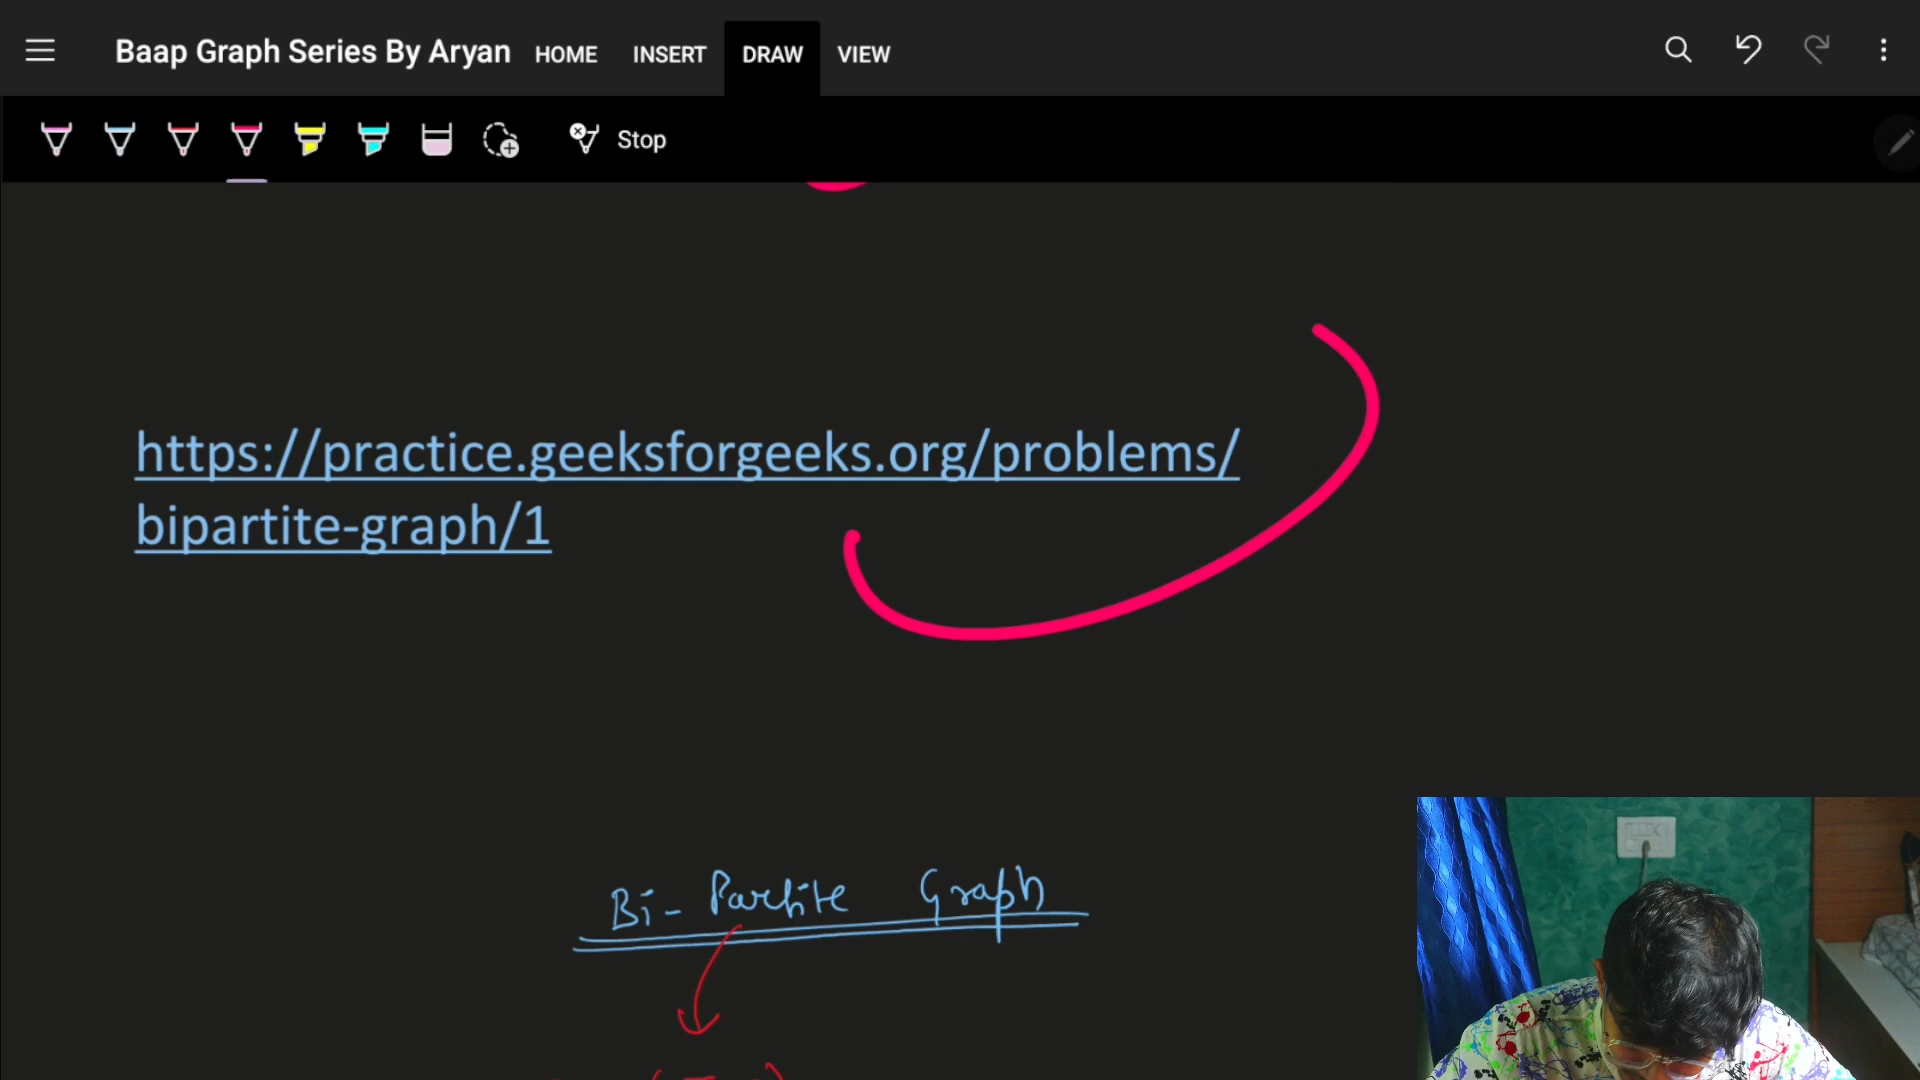 Baap Graph Series By Aryan HOME INSERT DRAW VIEW
Stop
https://practice.geeksforgeeks.org/problems/
bipartite-graph/1
Bi-Partite Graph